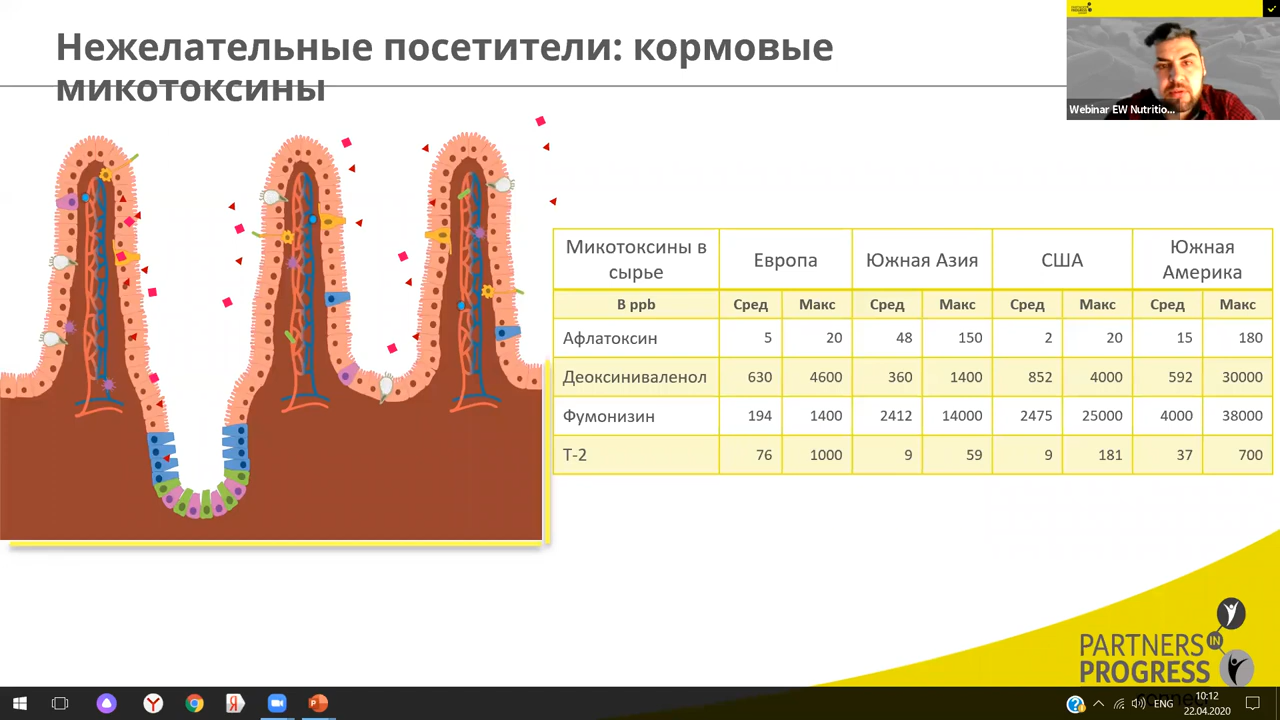 Нежелательные посетители: кормовые
микотоксины
Webinar EW Nutritio...
Микотоксины в сырье Европа Южная Азия США Южная Америка
В ppb Сред Макс Сред Макс Сред Макс Сред Макс
Афлатоксин 5 20 48 150 2 20 15 180
Деоксиниваленол 630 4600 360 1400 852 4000 592 30000
Фумонизин 194 1400 2412 14000 2475 25000 4000 38000
Т-2 76 1000 9 59 9 181 37 700
PARTNERS IN
PROGRESS
ENG
10:12
22.04.2020